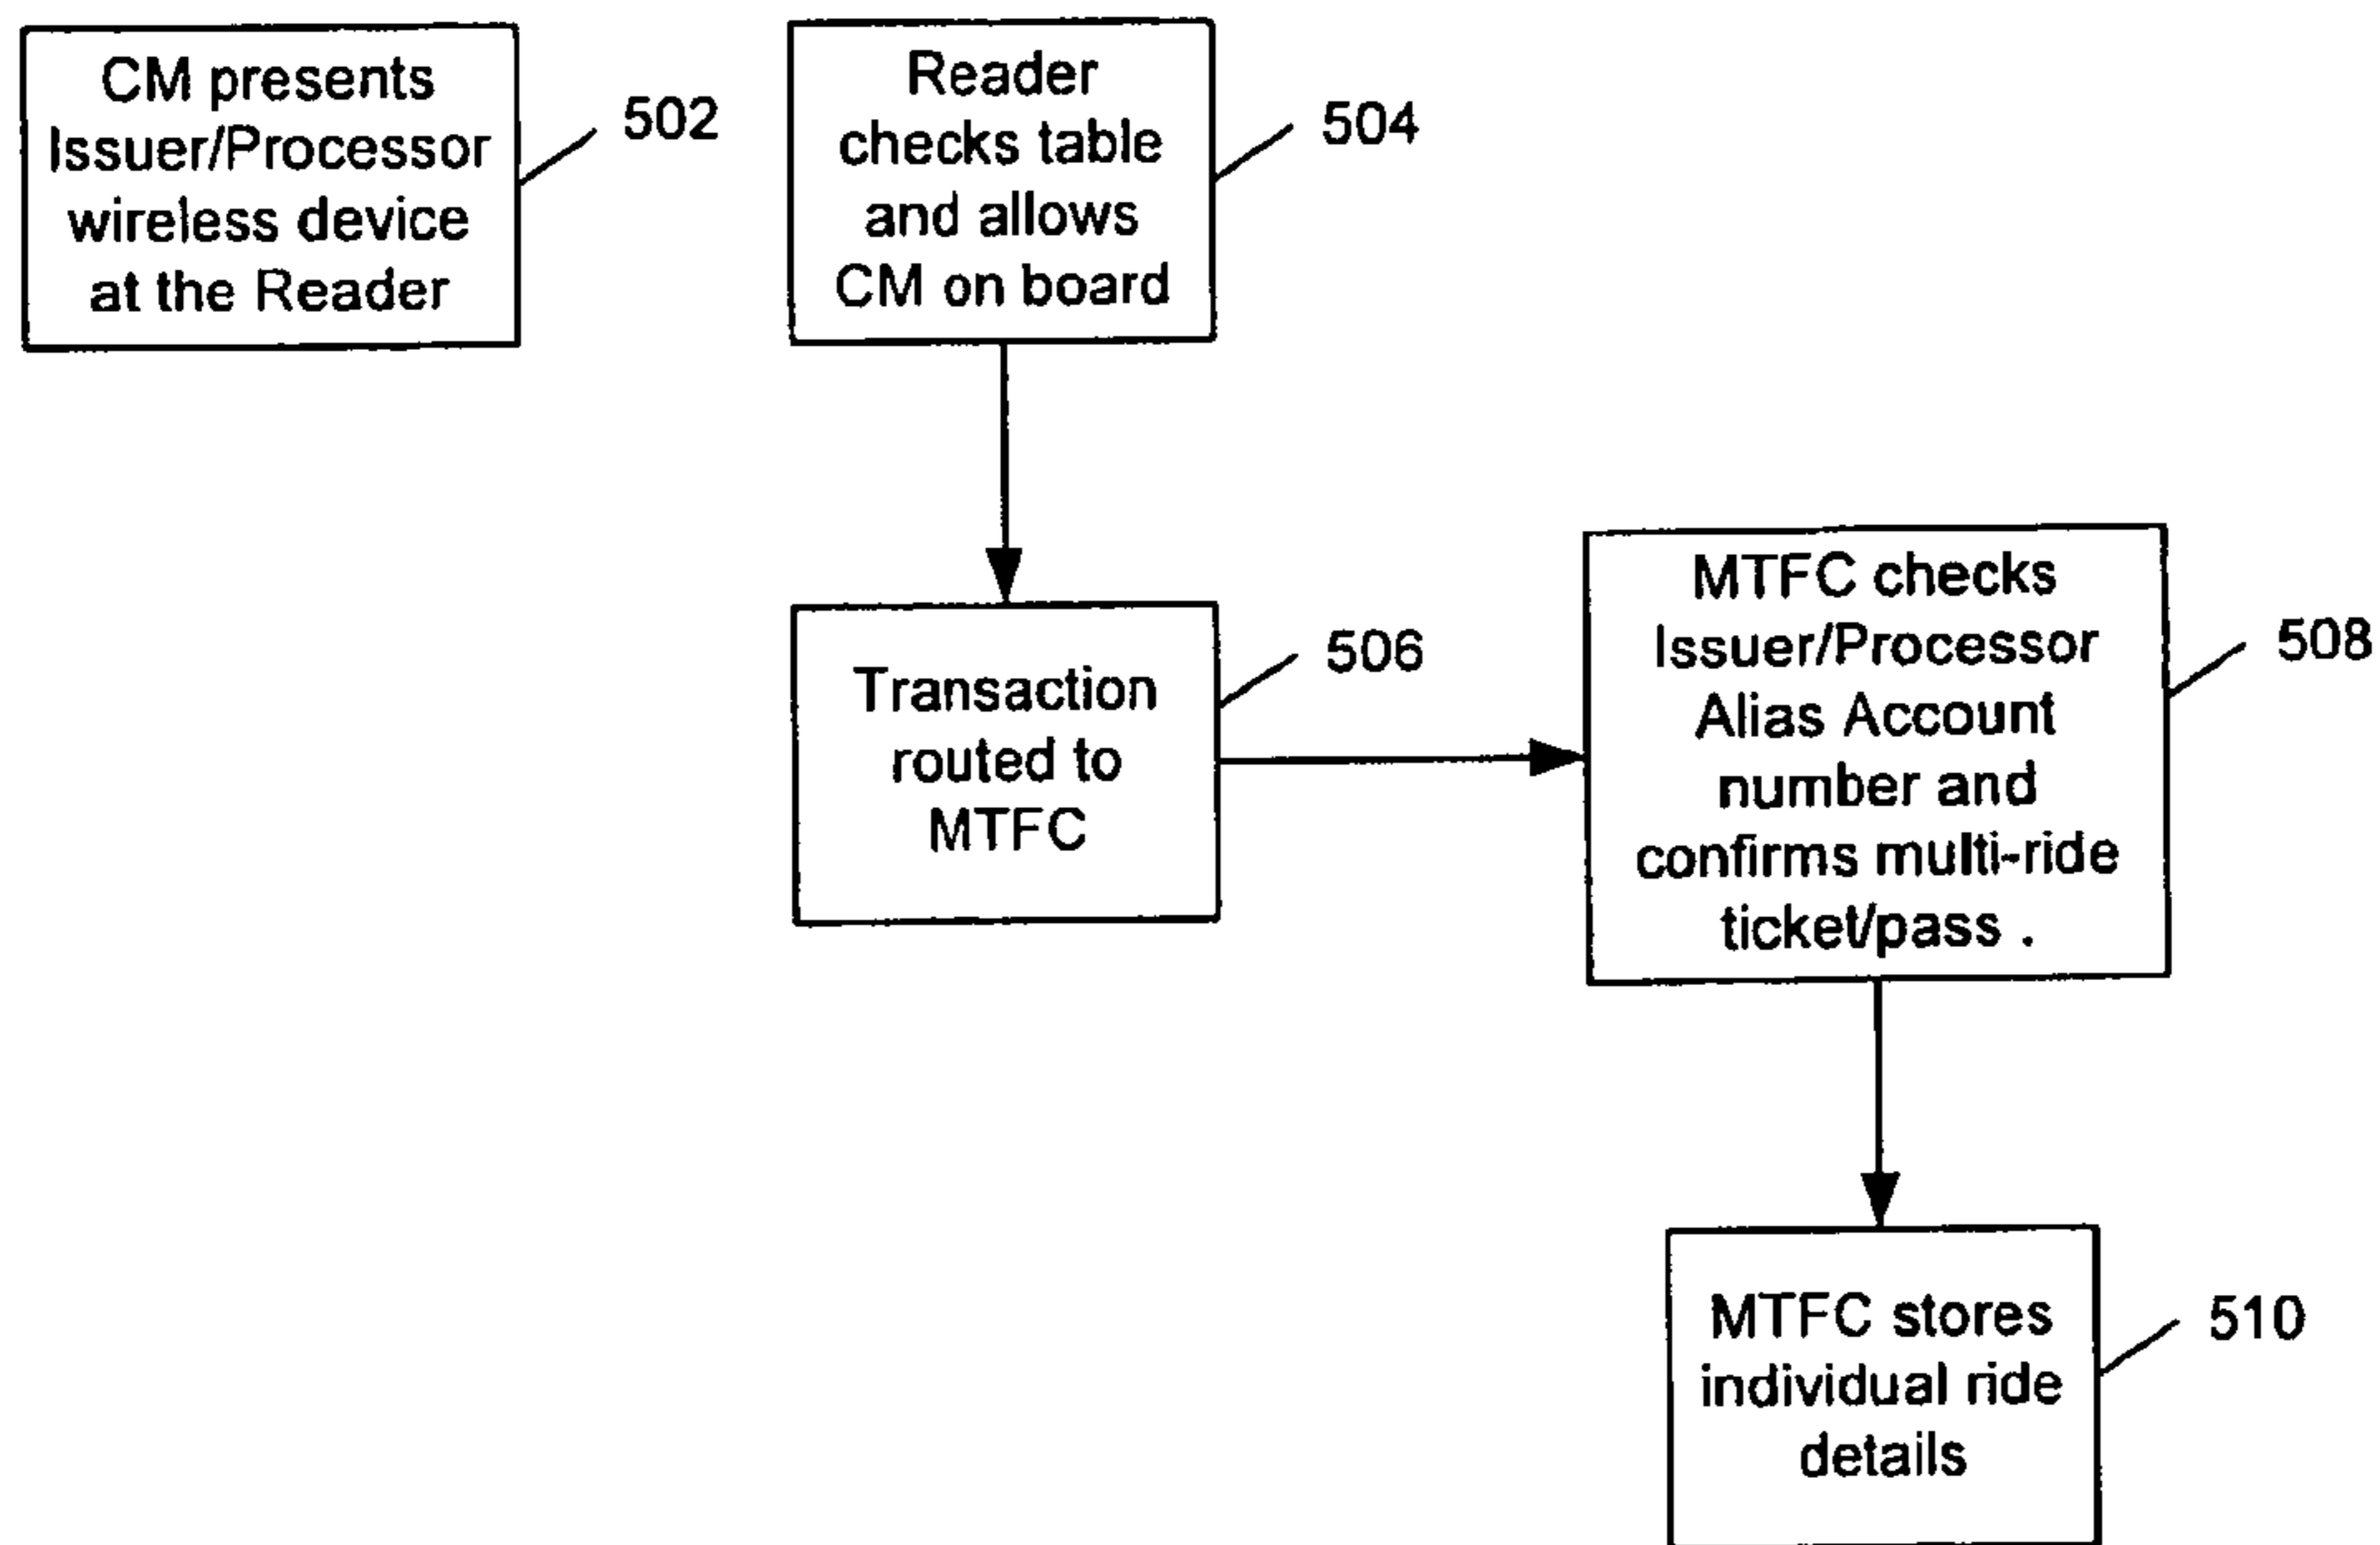 CM presents
Issuer/Processor
wireless device
at the Reader
502
Reader
checks table
and allows
CM on board
504
Transaction
routed to
MTFC
506
MTFC checks
Issuer/Processor
Alias Account
number and
confirms multi-ride
ticket/pass .
508
MTFC stores
individual ride
details
510